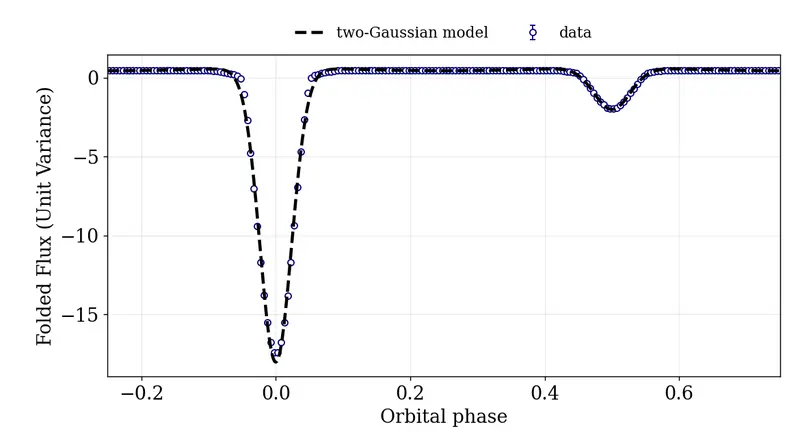 two-Gaussian model
data
Folded Flux (Unit Variance)
0
−5
−10
−15
−0.2
0.0
0.2
0.4
0.6
Orbital phase